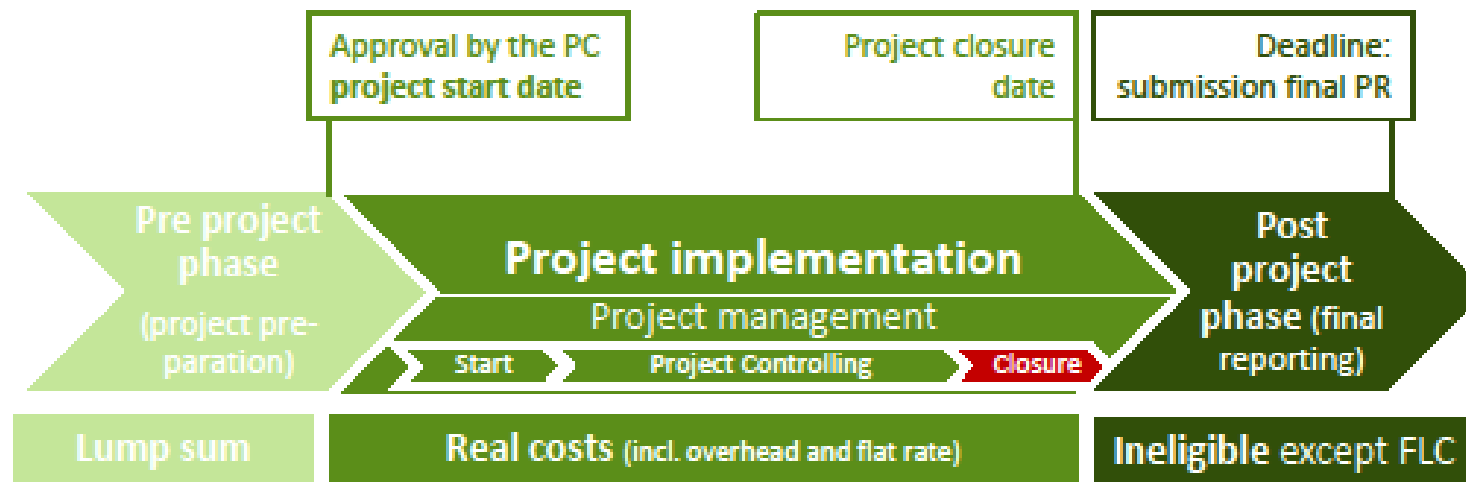 Approval by the PC
project start date
Project closure
date
Deadline:
submission final PR
Pre project
phase
(project pre-
paration)
Project implementation
Project management
Start
Project Controlling
Closure
Post
project
phase (final
reporting)
Lump sum
Real costs (incl. overhead and flat rate)
Ineligible except FLC